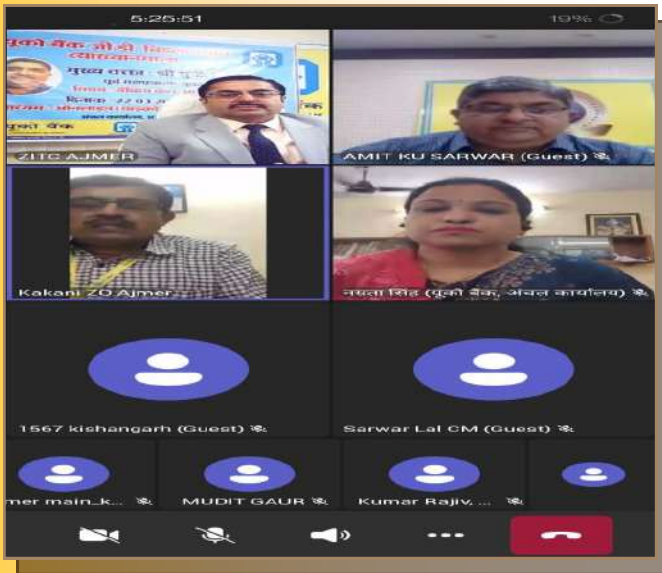 5:25:51
19%
यूको बैंक जी.डी. बिड़ला
व्याख्यानमाला
मुख्य वक्ता : श्री
यूको बैंक
ZITC AJMER
AMIT KU SARWAR (Guest)
Kakani ZO Ajmer
नम्रता सिंह (यूको बैंक, अंचल कार्यालय)
1567 kishangarh (Guest)
Sarwar Lal CM (Guest)
mer main_k...
MUDIT GAUR
Kumar Rajiv, ...